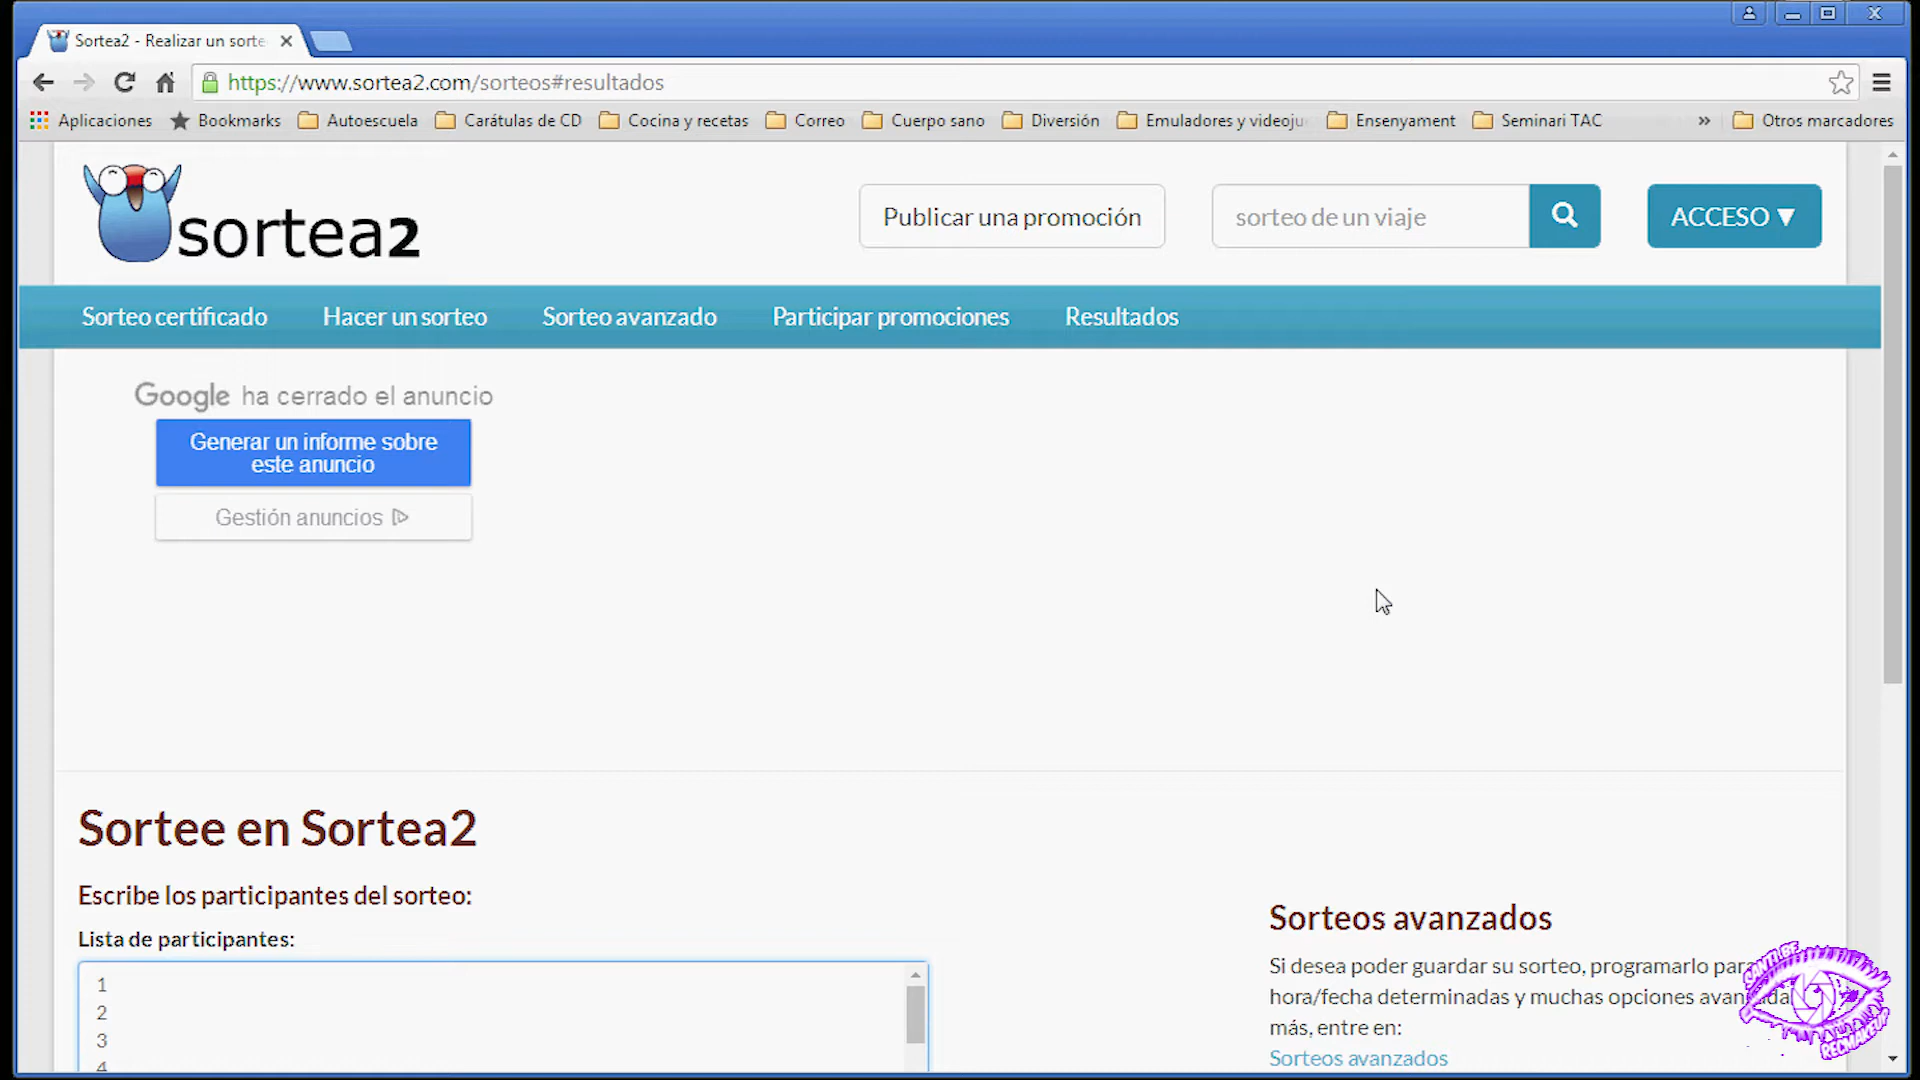 Sortea2 - Realizar un sorte
https://www.sortea2.com/sorteos#resultados
Aplicaciones Bookmarks Autoescuela Carátulas de CD Cocina y recetas Correo Cuerpo sano Diversión Emuladores y videoju Ensenyament Seminari TAC » Otros marcadores
sortea2
Publicar una promoción
sorteo de un viaje
ACCESO ▼
Sorteo certificado Hacer un sorteo Sorteo avanzado Participar promociones Resultados
Google ha cerrado el anuncio
Generar un informe sobre
este anuncio
Gestión anuncios
Sortee en Sortea2
Escribe los participantes del sorteo:
Lista de participantes:
1
2
3
4
Sorteos avanzados
Si desea poder guardar su sorteo, programarlo para
hora/fecha determinadas y muchas opciones
más, entre en:
Sorteos avanzados
RECMAKEUP